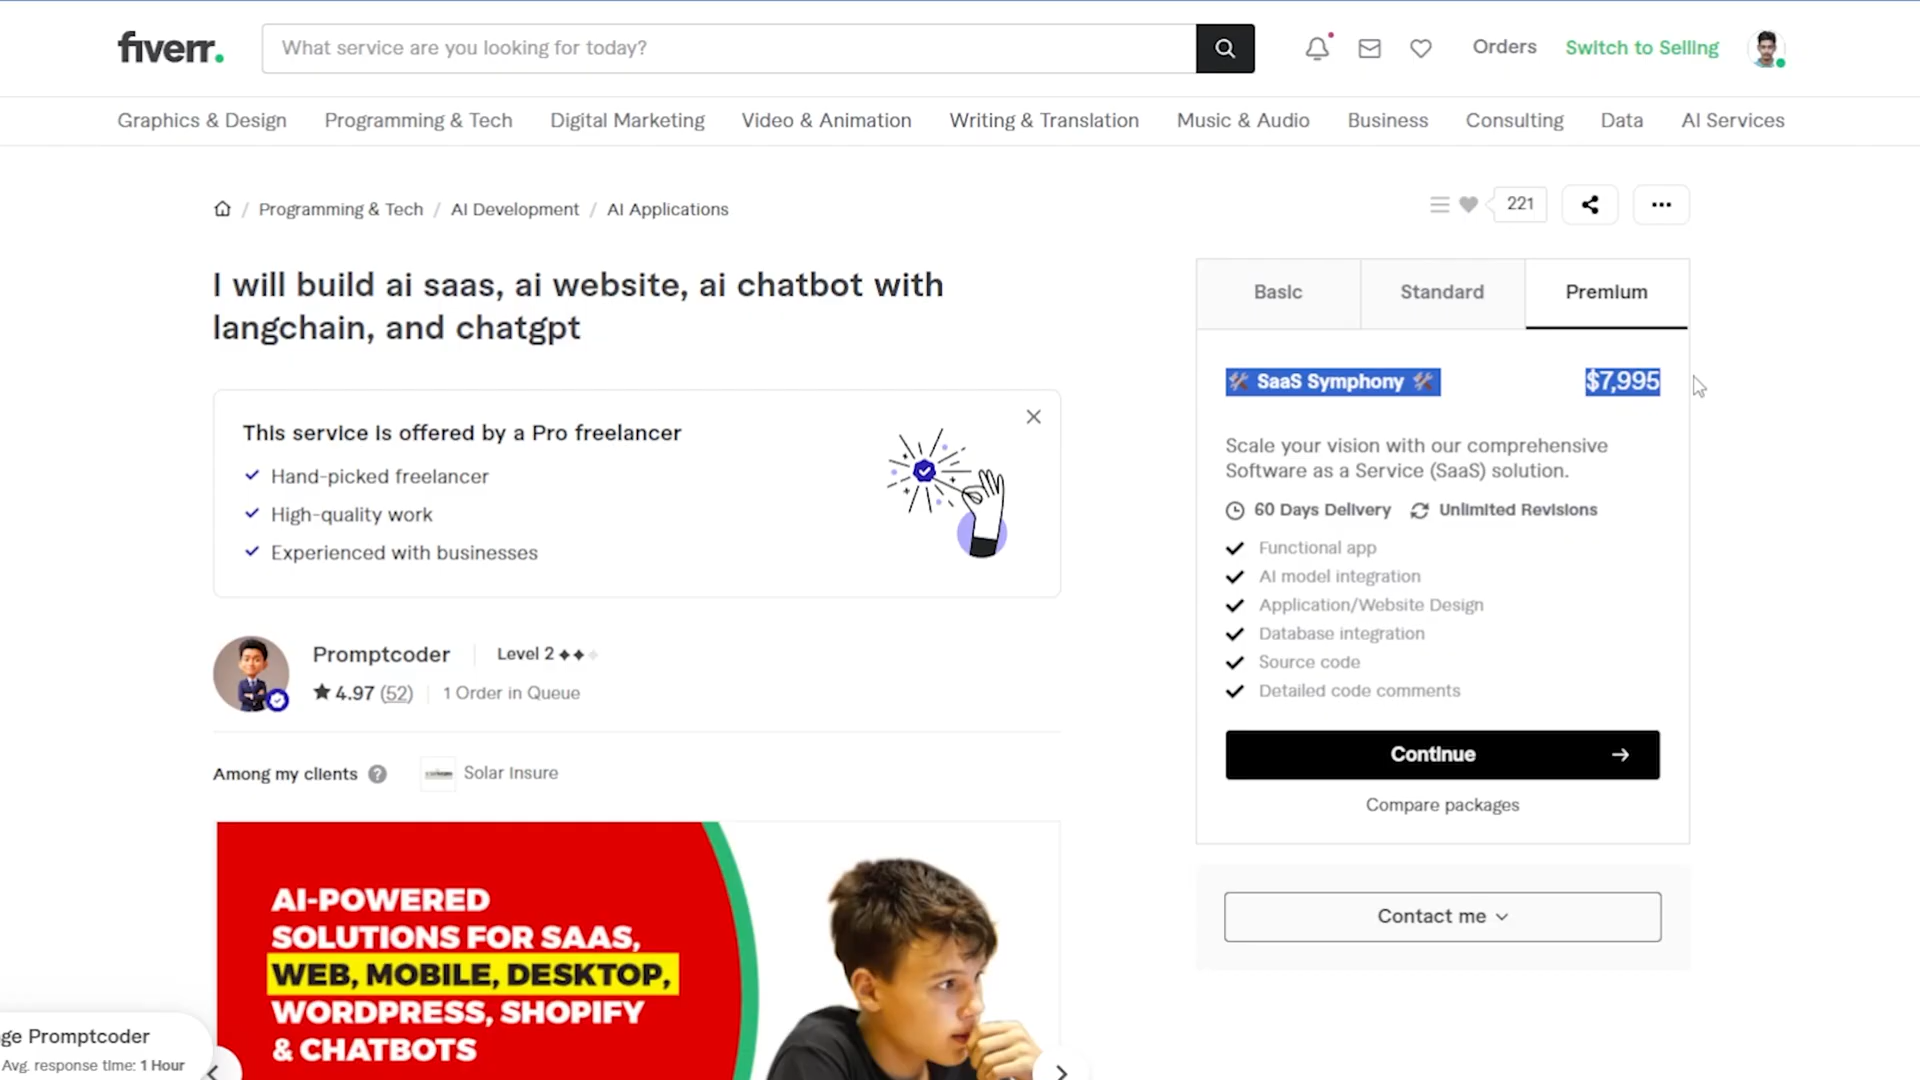 fiverr.
What service are you looking for today?
Orders
Switch to Selling
Graphics & Design
Programming & Tech
Digital Marketing
Video & Animation
Writing & Translation
Music & Audio
Business
Consulting
Data
AI Services
Programming & Tech / AI Development / AI Applications
221
I will build ai saas, ai website, ai chatbot with
langchain, and chatgpt
This service is offered by a Pro freelancer
Hand-picked freelancer
High-quality work
Experienced with businesses
Promptcoder
Level 2
4.97 (52)
1 Order in Queue
Among my clients
Solar Insure
AI-POWERED
SOLUTIONS FOR SAAS,
WEB, MOBILE, DESKTOP,
WORDPRESS, SHOPIFY
& CHATBOTS
ge Promptcoder
Avg. response time: 1 Hour
Basic
Standard
Premium
🛠 SaaS Symphony 🛠
$7,995
Scale your vision with our comprehensive
Software as a Service (SaaS) solution.
60 Days Delivery
Unlimited Revisions
Functional app
AI model integration
Application/Website Design
Database integration
Source code
Detailed code comments
Continue
Compare packages
Contact me